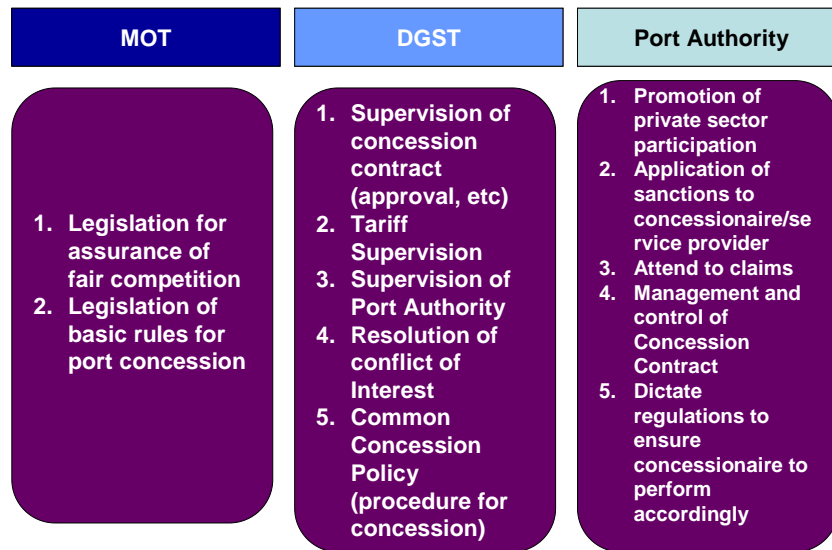 MOT
1. Legislation for
assurance of
fair competition
2. Legislation of
basic rules for
port concession
DGST
1. Supervision of
concession
contract
(approval, etc)
2. Tariff
Supervision
3. Supervision of
Port Authority
4. Resolution of
conflict of
Interest
5. Common
Concession
Policy
(procedure for
concession)
Port Authority
1. Promotion of
private sector
participation
2. Application of
sanctions to
concessionaire/se
rvice provider
3. Attend to claims
4. Management and
control of
Concession
Contract
5. Dictate
regulations to
ensure
concessionaire to
perform
accordingly